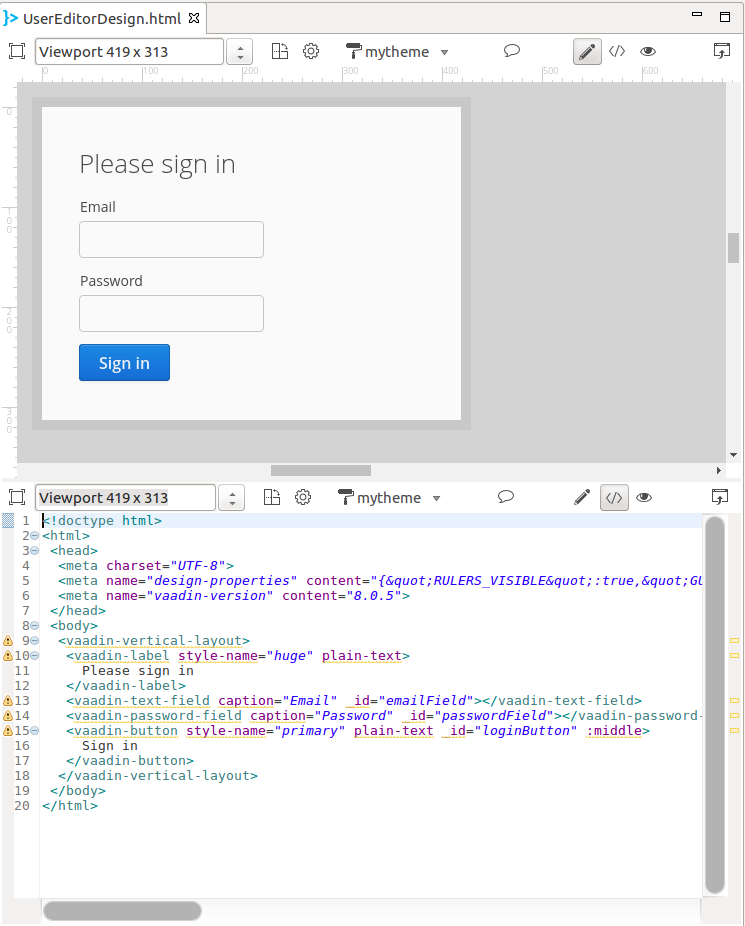 UserEditorDesign.html
Viewport 419 x 313
mytheme
0 100 200 300 400 500 600
0
100
200
300
Please sign in
Email
Password
Sign in
Viewport 419 x 313
mytheme
1 <!doctype html>
2 <html>
3 <head>
4 <meta charset="UTF-8">
5 <meta name="design-properties" content="{&quot;RULERS_VISIBLE&quot;:true,&quot;GU
6 <meta name="vaadin-version" content="8.0.5">
7 </head>
8 <body>
9 <vaadin-vertical-layout>
10 <vaadin-label style-name="huge" plain-text>
11 Please sign in
12 </vaadin-label>
13 <vaadin-text-field caption="Email" _id="emailField"></vaadin-text-field>
14 <vaadin-password-field caption="Password" _id="passwordField"></vaadin-password-
15 <vaadin-button style-name="primary" plain-text _id="loginButton" :middle>
16 Sign in
17 </vaadin-button>
18 </vaadin-vertical-layout>
19 </body>
20 </html>